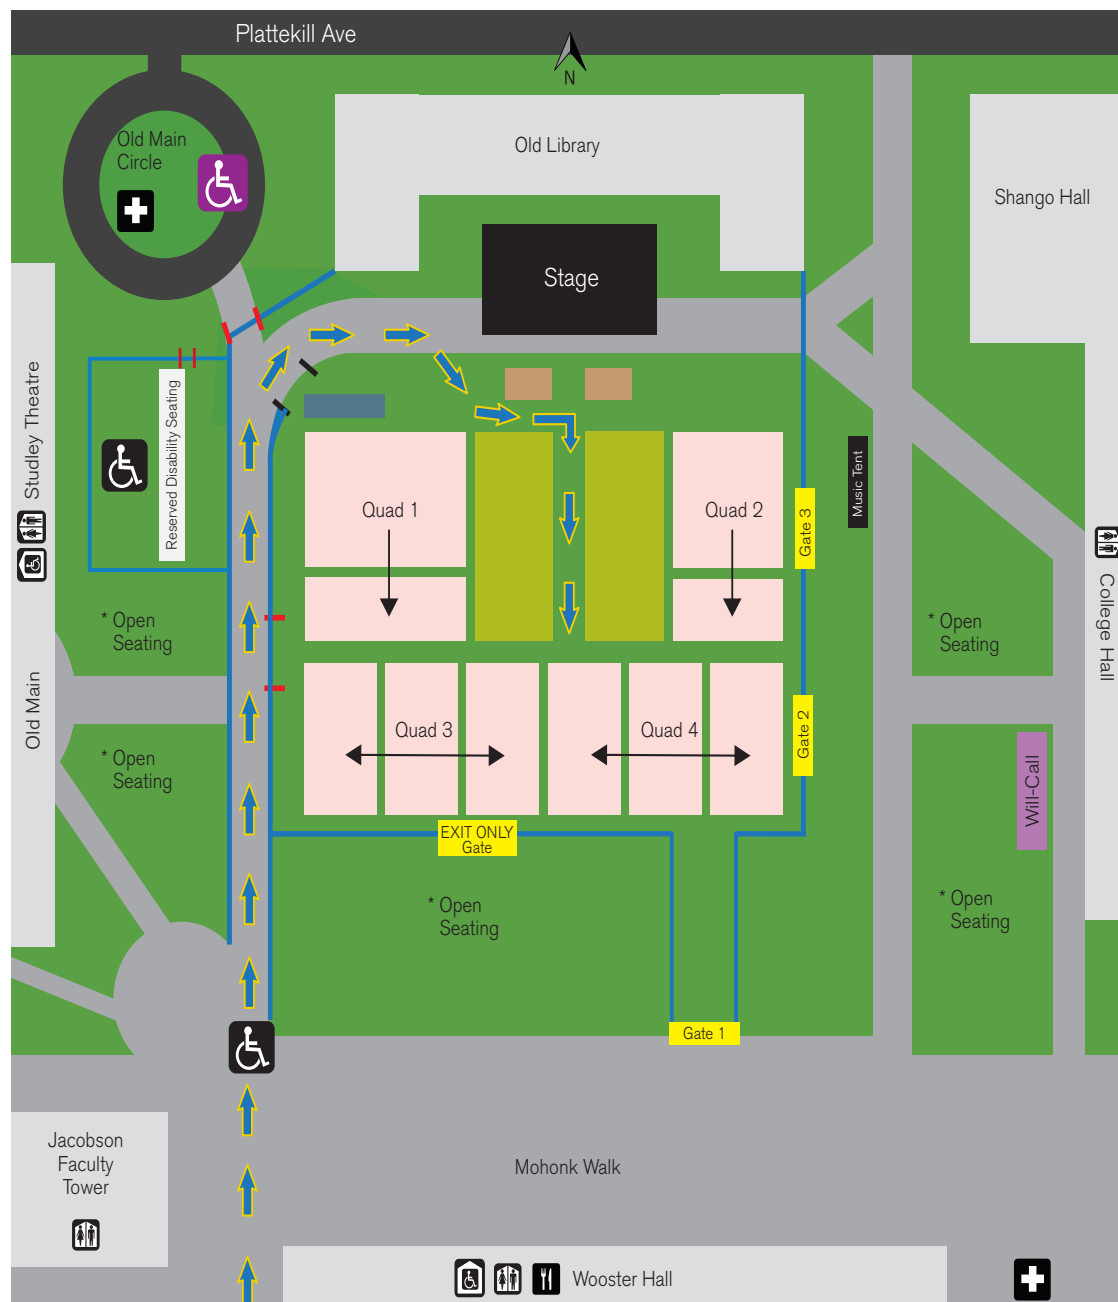 Plattekill Ave
N
Old Main
Circle
Old Library
Shango Hall
Stage
Studley Theatre
Reserved Disability Seating
Music Tent
Quad 1
Quad 2
Gate 3
* Open
Seating
* Open
Seating
College Hall
Old Main
Quad 3
Quad 4
Gate 2
* Open
Seating
Will-Call
EXIT ONLY
Gate
* Open
Seating
* Open
Seating
Gate 1
Jacobson
Faculty
Tower
Mohonk Walk
Wooster Hall